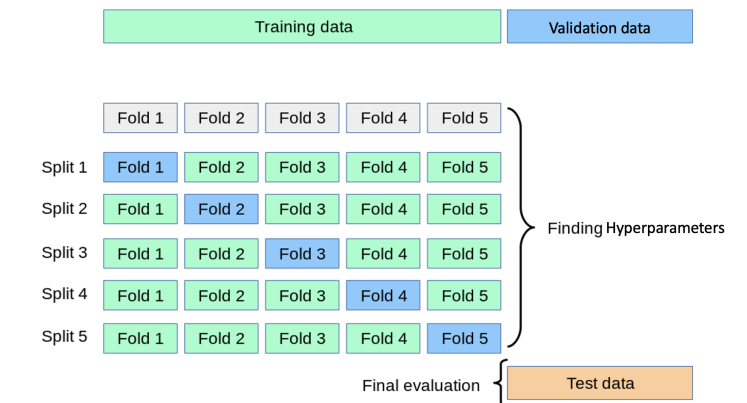 Training data Validation data
Fold 1 Fold 2 Fold 3 Fold 4 Fold 5
Split 1 Fold 1 Fold 2 Fold 3 Fold 4 Fold 5
Split 2 Fold 1 Fold 2 Fold 3 Fold 4 Fold 5
Finding Hyperparameters
Split 3 Fold 1 Fold 2 Fold 3 Fold 4 Fold 5
Split 4 Fold 1 Fold 2 Fold 3 Fold 4 Fold 5
Split 5 Fold 1 Fold 2 Fold 3 Fold 4 Fold 5
Final evaluation Test data